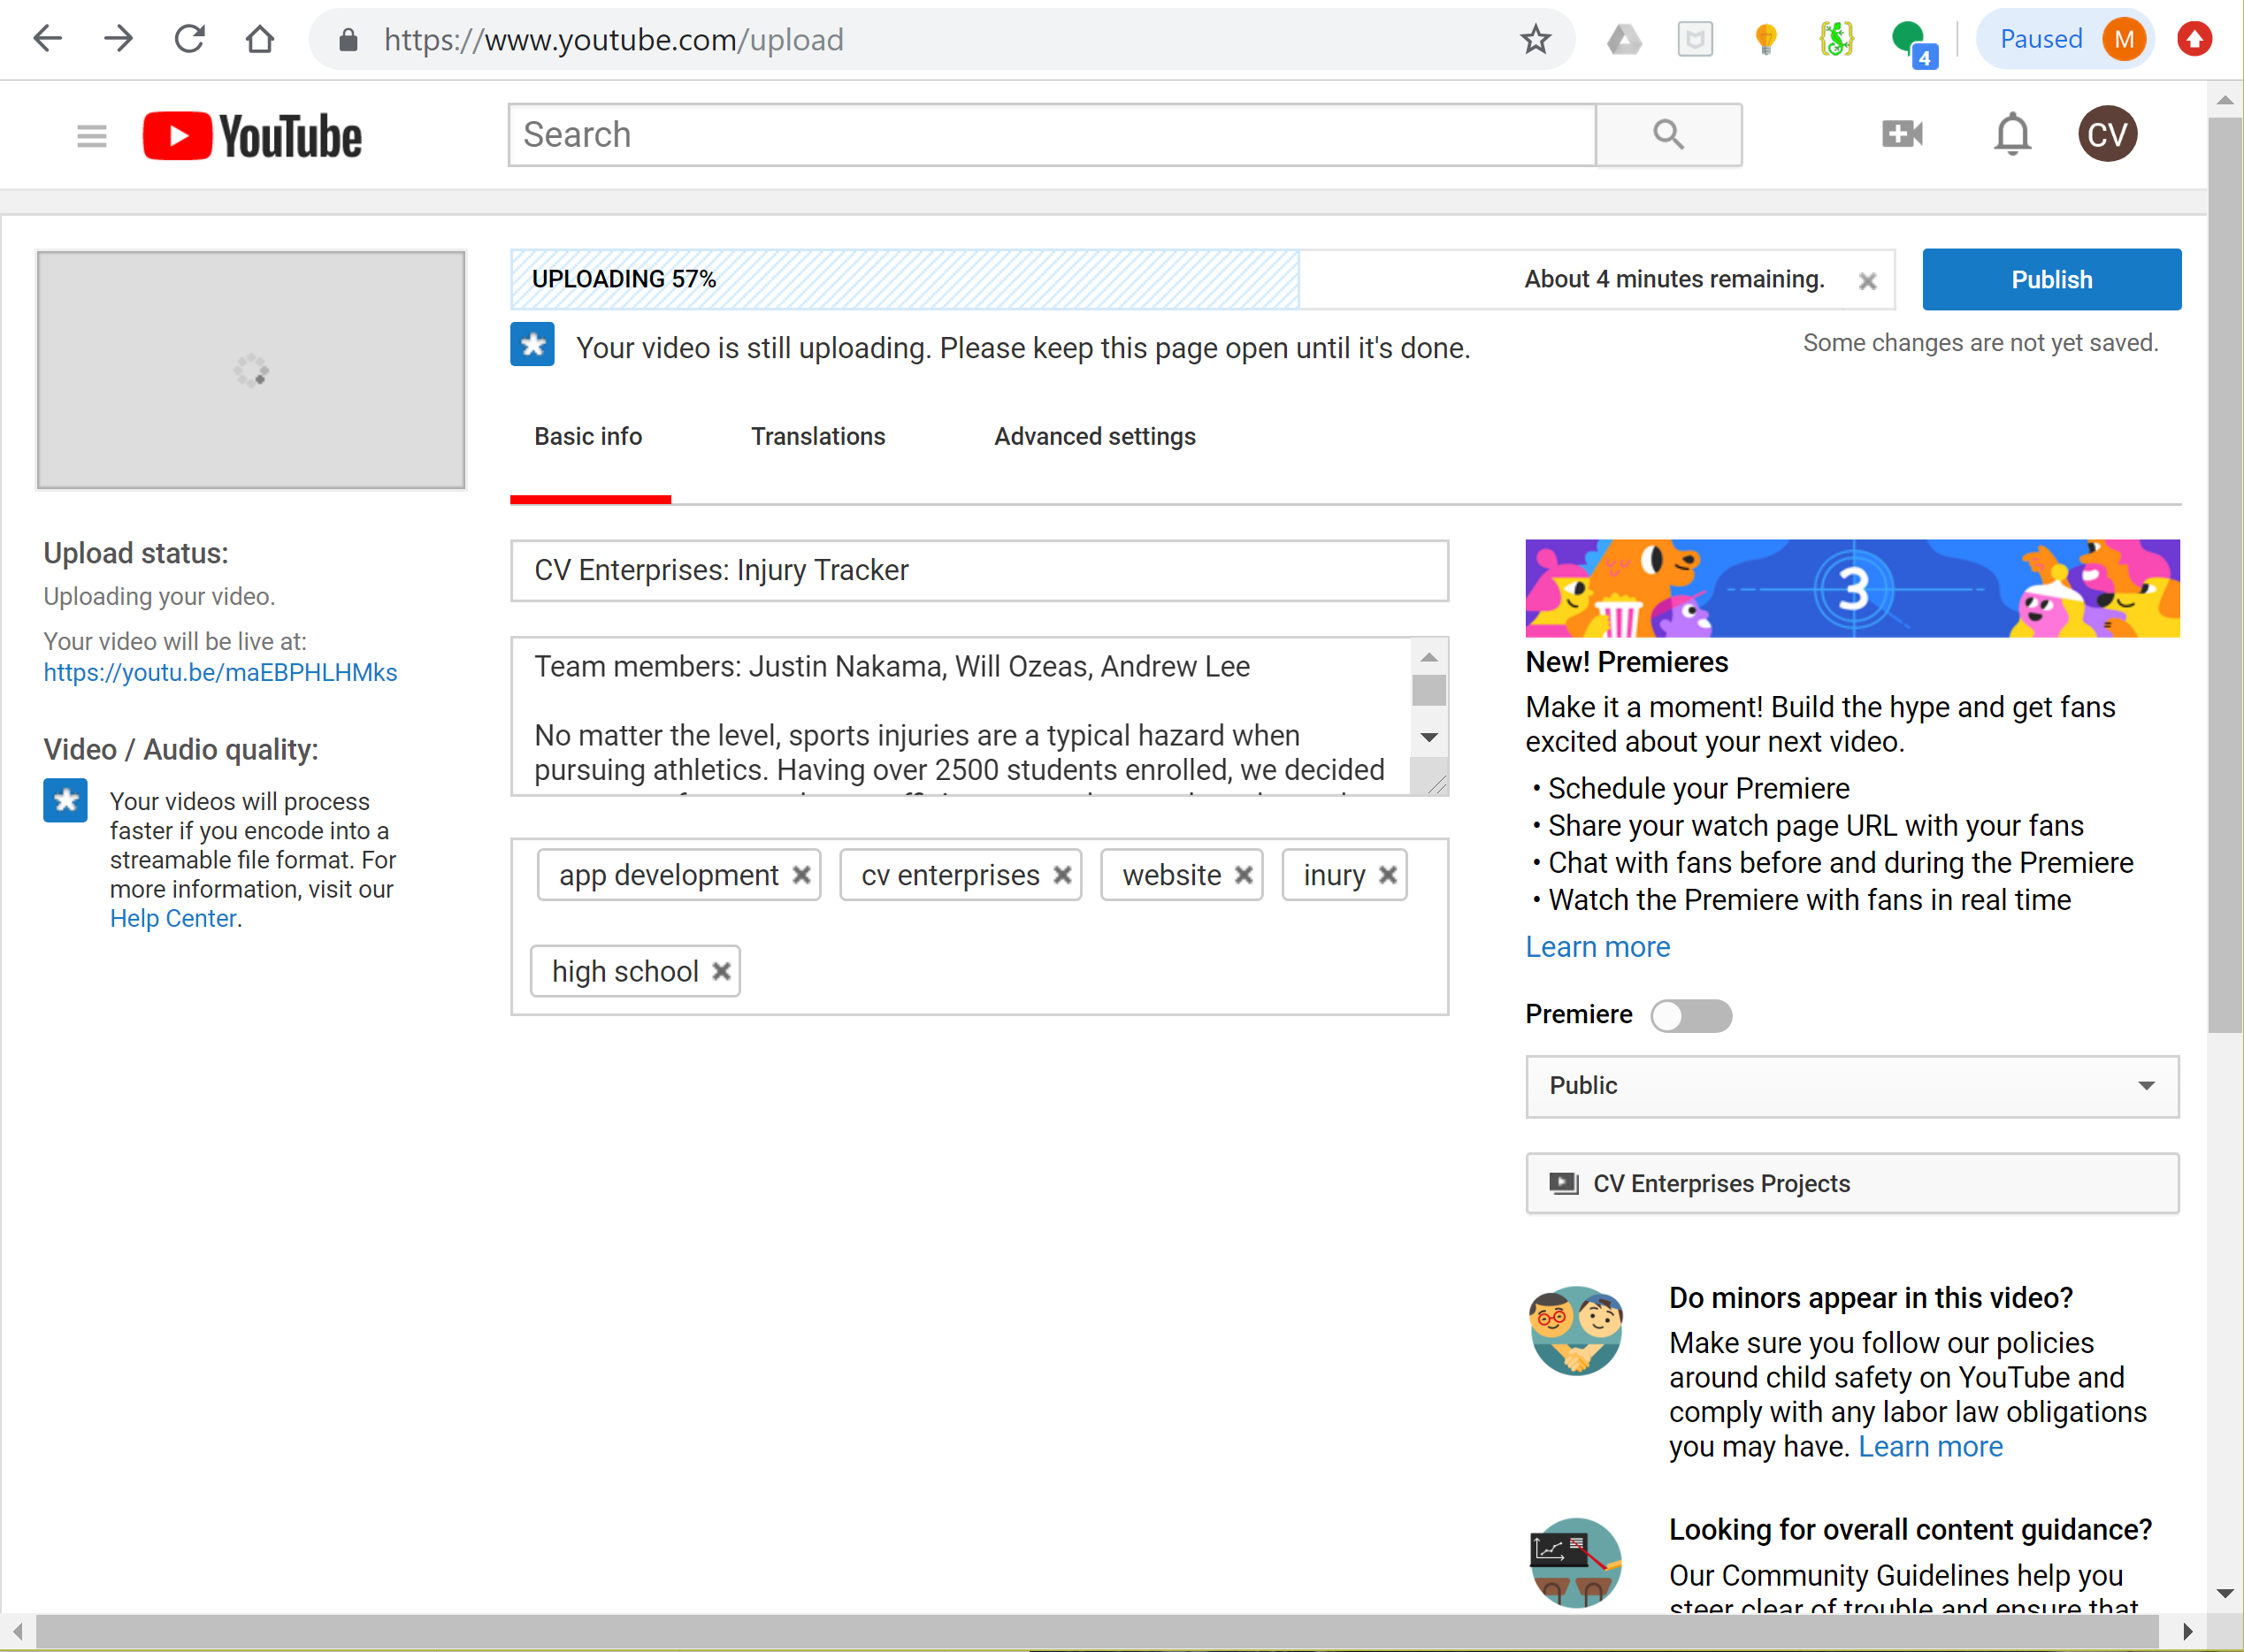 https://www.youtube.com/upload
4
Paused
M
YouTube
Search
CV
UPLOADING 57%
About 4 minutes remaining.
Publish
Your video is still uploading. Please keep this page open until it's done.
Some changes are not yet saved.
Basic info
Translations
Advanced settings
Upload status:
Uploading your video.
Your video will be live at:
https://youtu.be/maEBPHLHMks
Video / Audio quality:
Your videos will process
faster if you encode into a
streamable file format. For
more information, visit our
Help Center.
CV Enterprises: Injury Tracker
Team members: Justin Nakama, Will Ozeas, Andrew Lee
No matter the level, sports injuries are a typical hazard when
pursuing athletics. Having over 2500 students enrolled, we decided
app development
cv enterprises
website
inury
high school
3
New! Premieres
Make it a moment! Build the hype and get fans
excited about your next video.
• Schedule your Premiere
• Share your watch page URL with your fans
• Chat with fans before and during the Premiere
• Watch the Premiere with fans in real time
Learn more
Premiere
Public
CV Enterprises Projects
Do minors appear in this video?
Make sure you follow our policies
around child safety on YouTube and
comply with any labor law obligations
you may have. Learn more
Looking for overall content guidance?
Our Community Guidelines help you
steer clear of trouble and ensure that